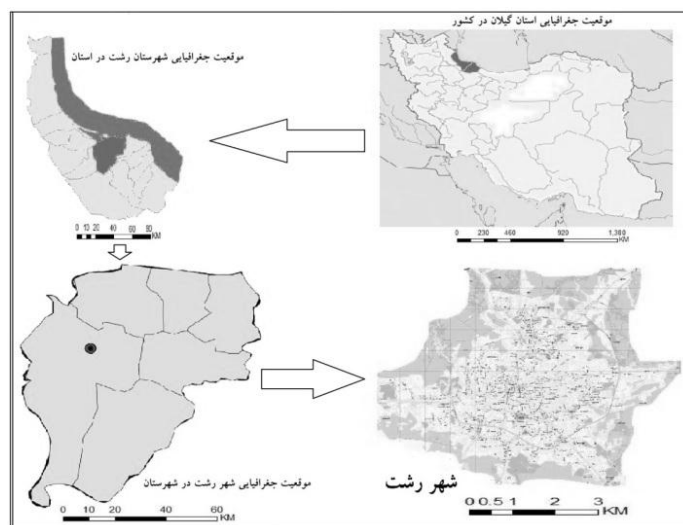 موقعیت جغرافیایی استان گیلان در کشور
0 230 460 920 1,380
KM
موقعیت جغرافیایی شهرستان رشت در استان
0 10 20 40 60 80
KM
موقعیت جغرافیایی شهر رشت در شهرستان
0 10 20 40 60
KM
شهر رشت
0 0.5 1 2 3
KM